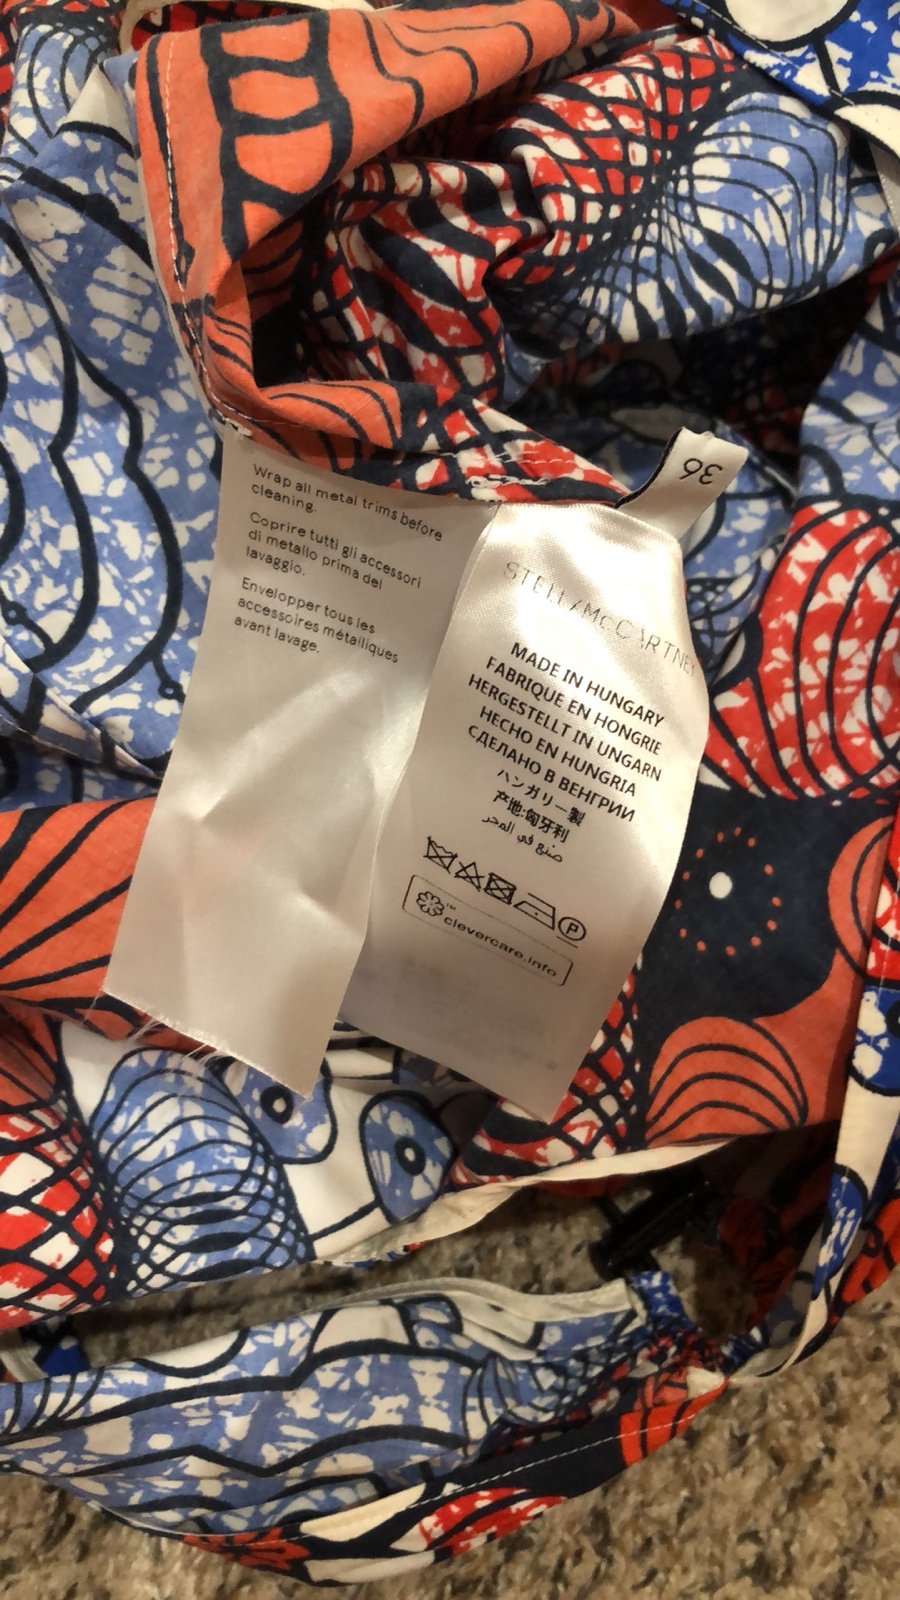 Wrap all metal trims before
cleaning.
Coprire tutti gli accessori
di metallo prima del
lavaggio.
Envelopper tous les
accessoires métalliques
avant lavage.
36
STELLA McCARTNEY
MADE IN HUNGARY
FABRIQUE EN HONGRIE
HERGESTELLT IN UNGARN
HECHO EN HUNGRIA
СДЕЛАНО В ВЕНГРИИ
ハンガリー製
产地:匈牙利
صنع في المجر
P
™
clevercare.info